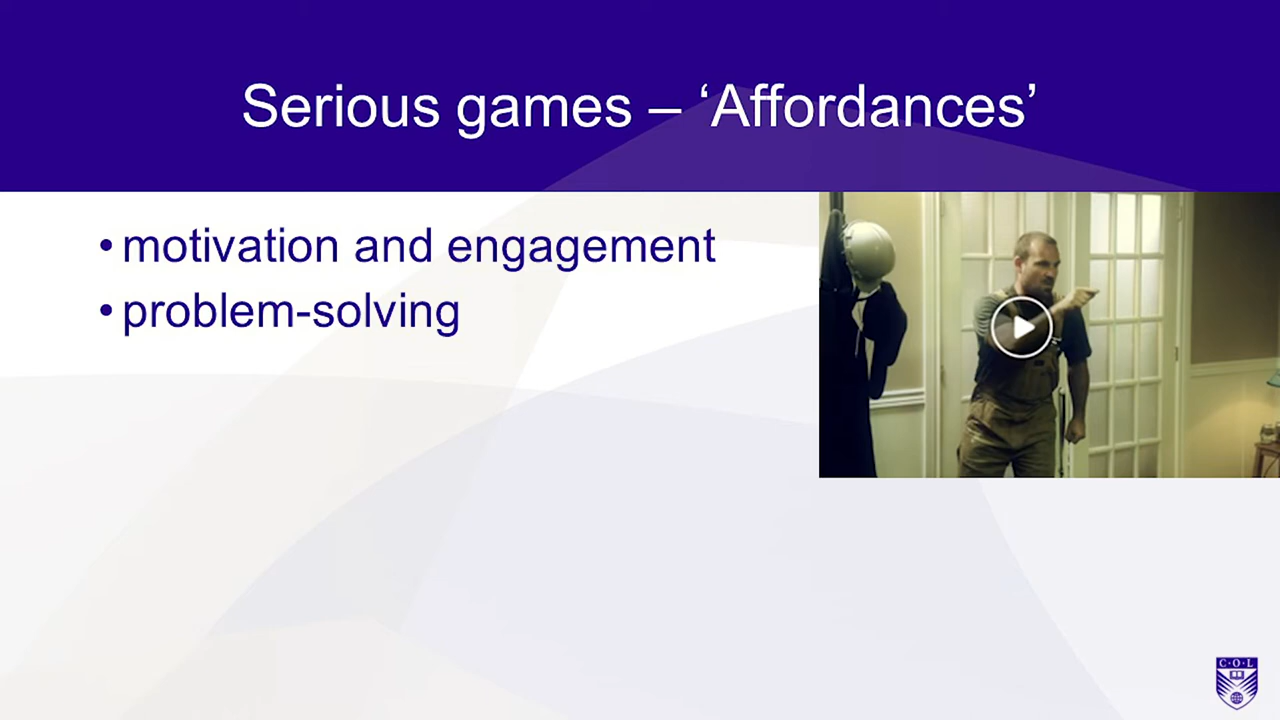 Serious games – ‘Affordances’
• motivation and engagement
• problem-solving
C·O·L